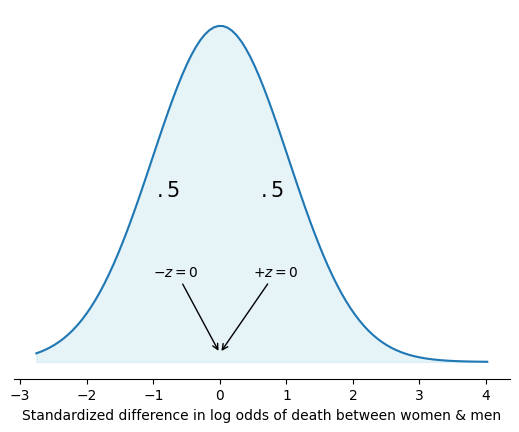 .5 .5
−z = 0 +z = 0
−3 −2 −1 0 1 2 3 4
Standardized difference in log odds of death between women & men